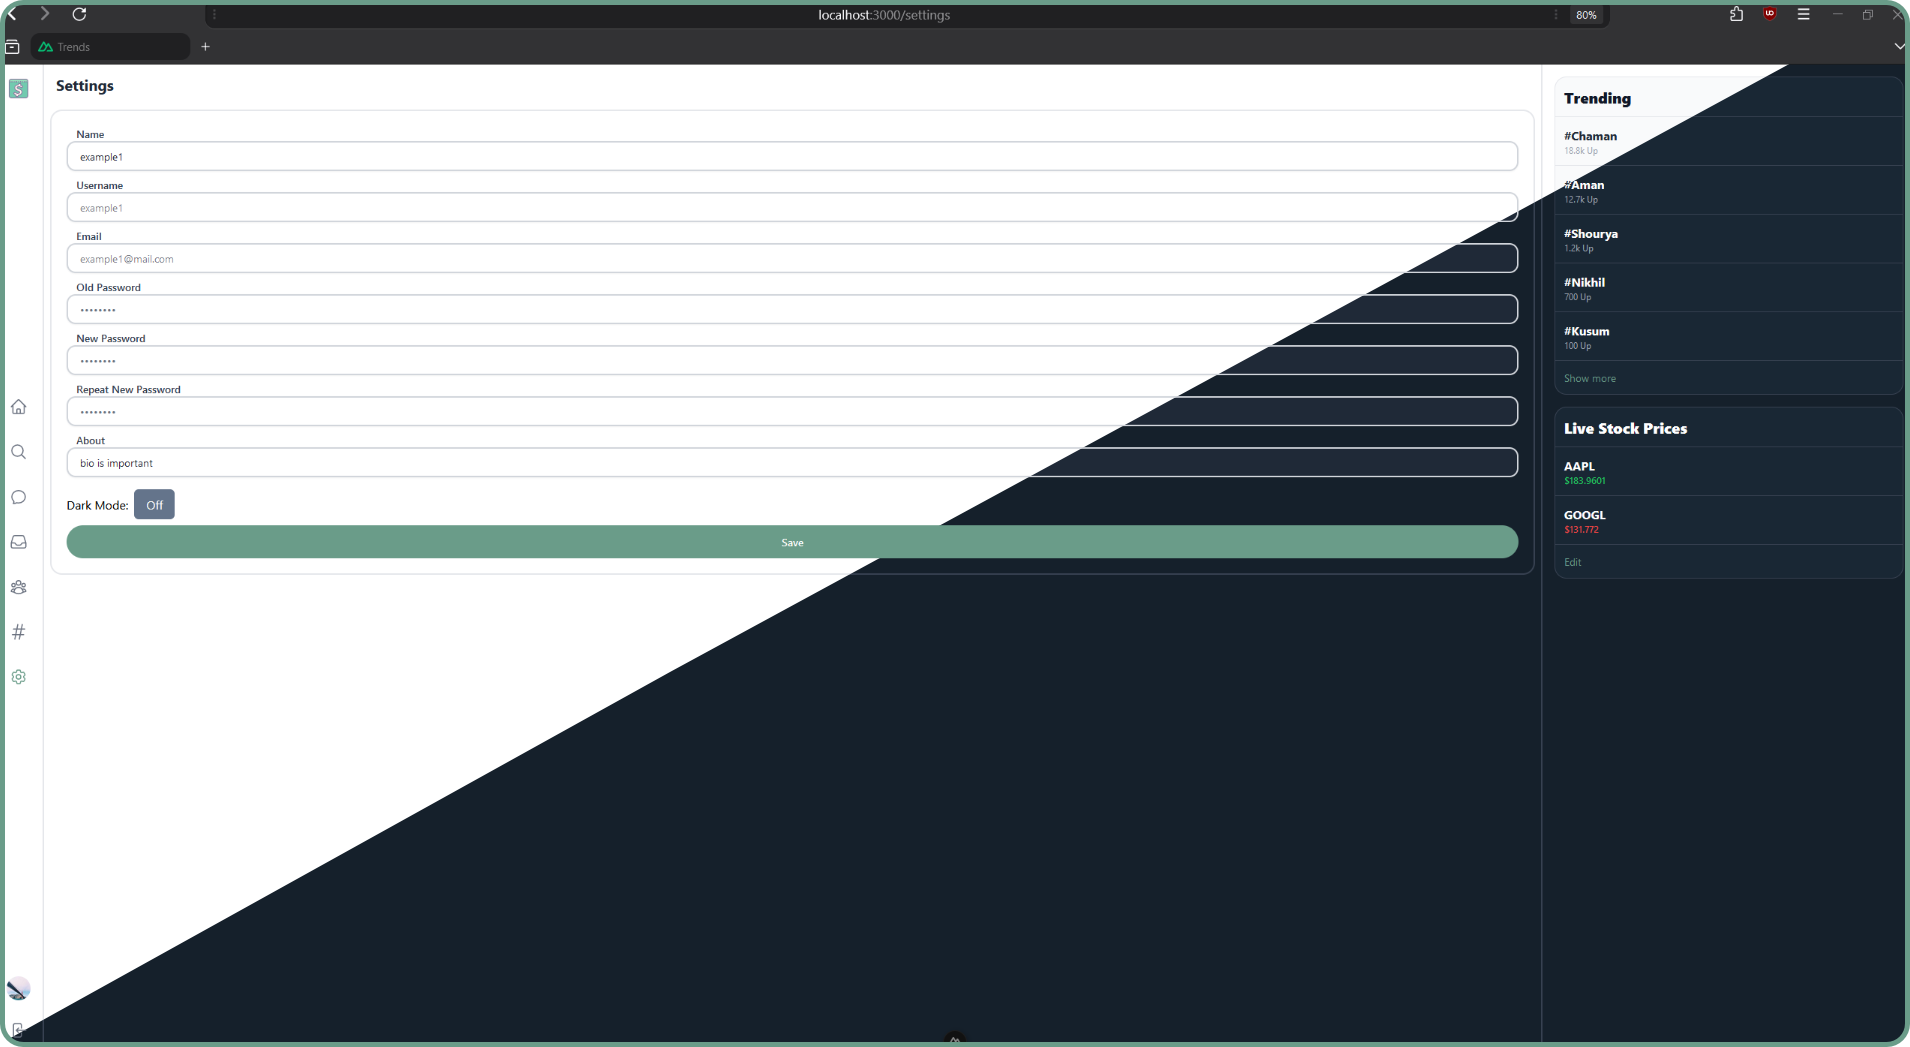 localhost:3000/settings
80%
Trends
Settings
Name
example1
Username
example1
Email
example1@mail.com
Old Password
••••••••
New Password
••••••••
Repeat New Password
••••••••
About
bio is important
Dark Mode: Off
Save
Trending
#Chaman
18.8k Up
#Aman
12.7k Up
#Shourya
1.2k Up
#Nikhil
700 Up
#Kusum
100 Up
Show more
Live Stock Prices
AAPL
$183.9601
GOOGL
$131.772
Edit